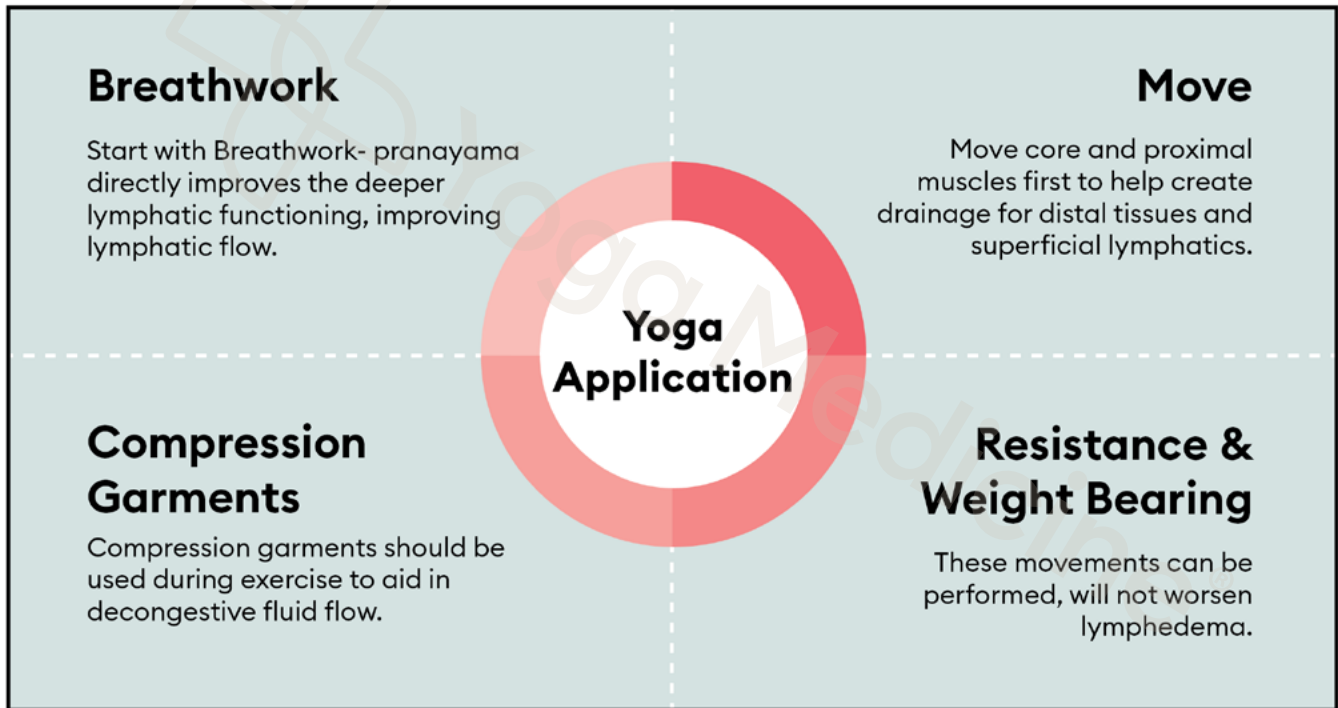 Breathwork
Start with Breathwork- pranayama
directly improves the deeper
lymphatic functioning, improving
lymphatic flow.
Move
Move core and proximal
muscles first to help create
drainage for distal tissues and
superficial lymphatics.
Yoga
Application
Compression
Garments
Compression garments should be
used during exercise to aid in
decongestive fluid flow.
Resistance &
Weight Bearing
These movements can be
performed, will not worsen
lymphedema.
Yoga Medicine®